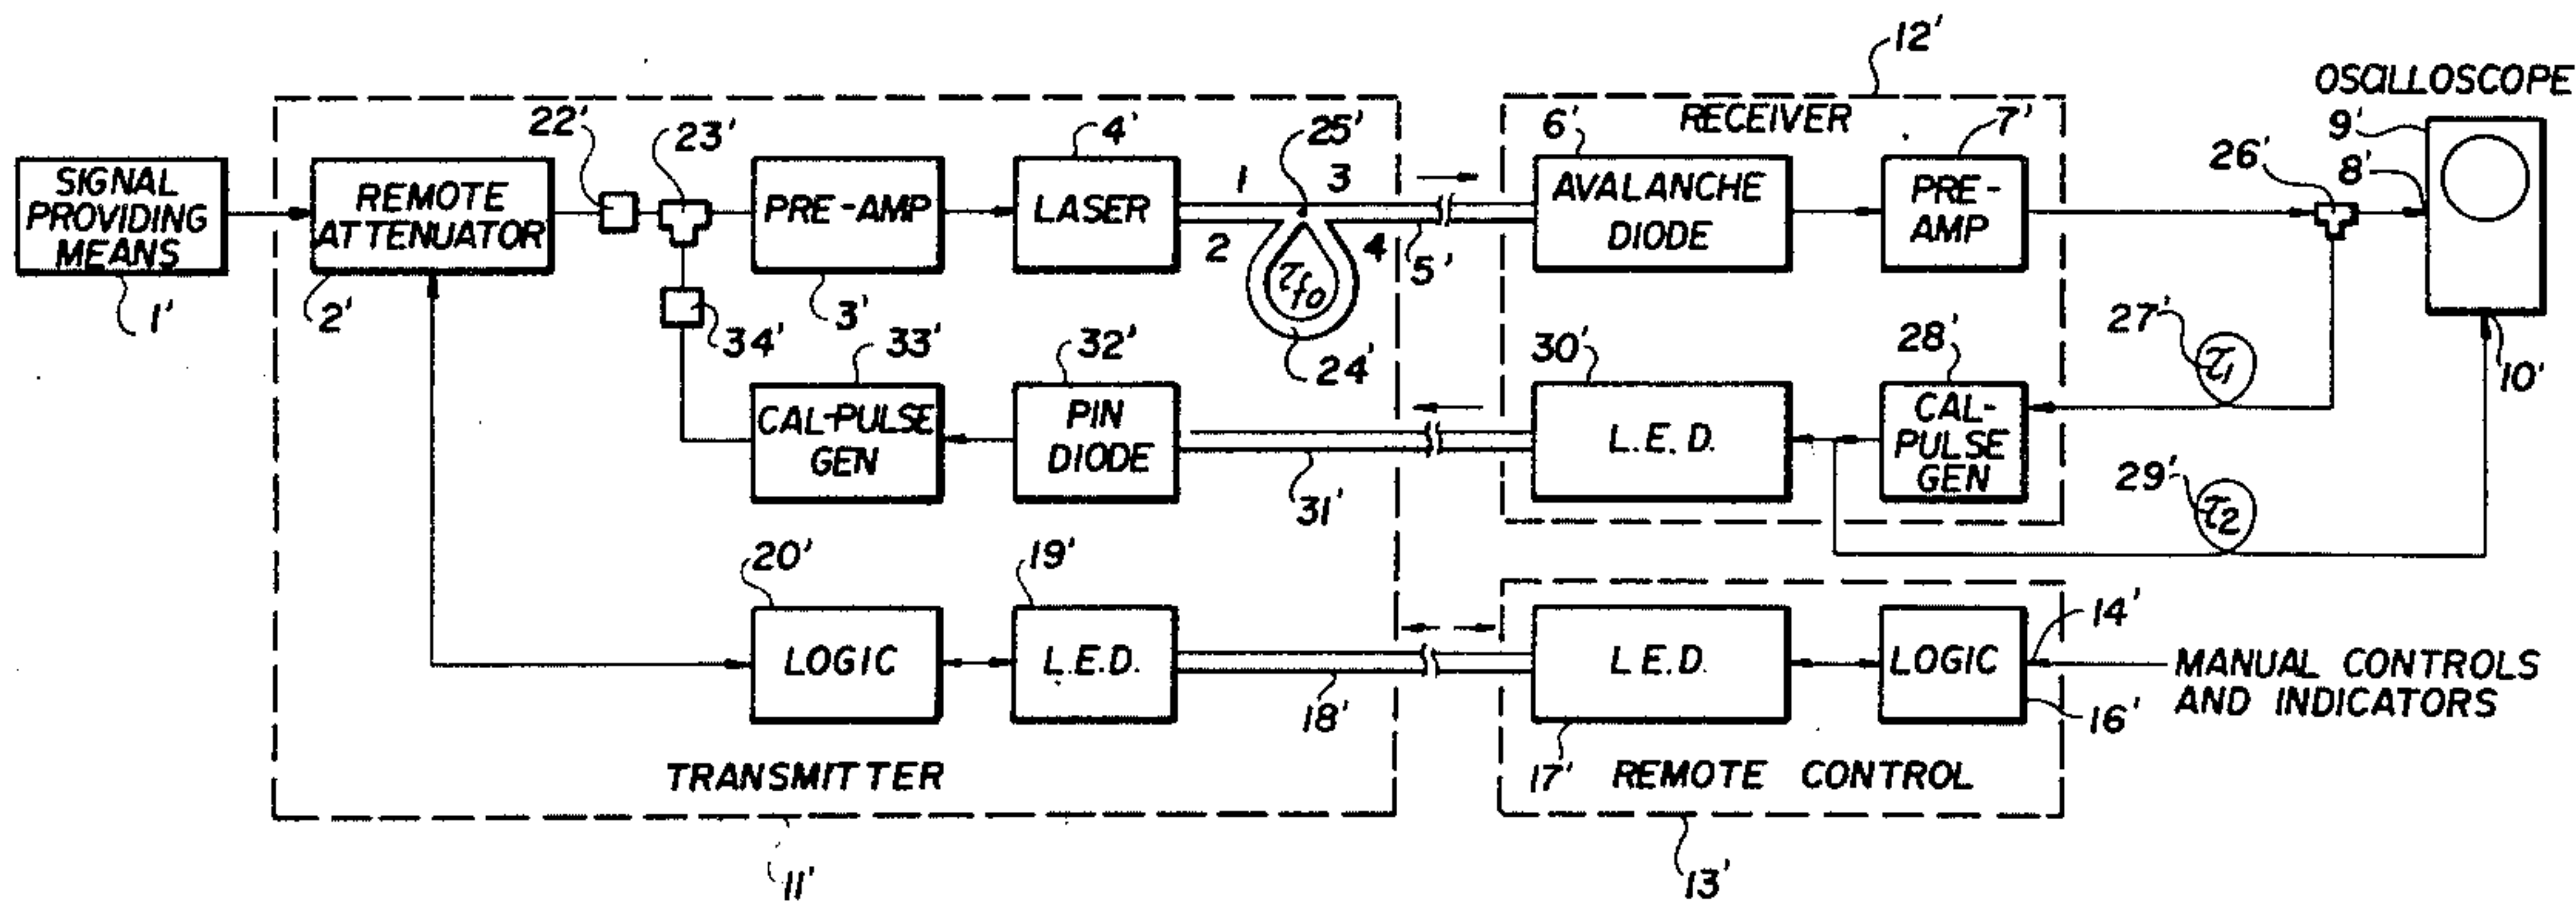 SIGNAL
PROVIDING
MEANS
1'
REMOTE
ATTENUATOR
2'
22'
23'
34'
PRE-AMP
3'
LASER
4'
1
2
25'
3
4
τfo
24'
5'
12'
RECEIVER
6'
AVALANCHE
DIODE
7'
PRE-
AMP
26'
8'
OSCILLOSCOPE
9'
10'
27'
τ1
33'
CAL-PULSE
GEN
32'
PIN
DIODE
31'
30'
L.E.D.
28'
CAL-
PULSE
GEN
29'
τ2
20'
LOGIC
19'
L.E.D.
18'
L.E.D.
17'
LOGIC
14'
16'
MANUAL CONTROLS
AND INDICATORS
TRANSMITTER
11'
REMOTE CONTROL
13'